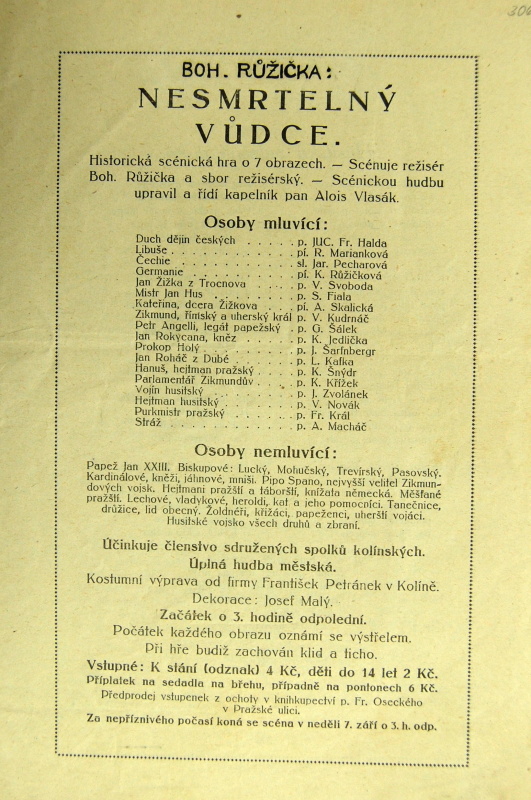 306
BOH. RŮŽIČKA:
NESMRTELNÝ
VŮDCE.
Historická scénická hra o 7 obrazech. — Scénuje režisér
Boh. Růžička a sbor režisérský. — Scénickou hudbu
upravil a řídí kapelník pan Alois Vlasák.
Osoby mluvící:
Duch dějin českých . . . . . p. JUC. Fr. Halda
Libuše . . . . . . . . . . . . pí. R. Marianková
Čechie . . . . . . . . . . . . sl. Jar. Pecharová
Germanie . . . . . . . . . . pí. K. Růžičková
Jan Žižka z Trocnova . . . . . p. V. Svoboda
Mistr Jan Hus . . . . . . . . p. S. Fiala
Kateřina, dcera Žižkova . . . pí. A. Skalická
Zikmund, římský a uherský král p. V. Kudrnáč
Petr Angelli, legát papežský . p. G. Šálek
Jan Rokycana, kněz . . . . . p. K. Jedlička
Prokop Holý . . . . . . . . . p. J. Šarfnbergr
Jan Roháč z Dubé . . . . . . p. L. Kafka
Hanuš, hejtman pražský . . . . p. K. Šnýdr
Parlamentář Zikmundův . . . . p. K. Křížek
Vojín husitský . . . . . . . . p. J. Zvolánek
Hejtman husitský . . . . . . . p. V. Novák
Purkmistr pražský . . . . . . p. Fr. Král
Stráž . . . . . . . . . . . . p. A. Macháč
Osoby nemluvící:
Papež Jan XXIII. Biskupové: Lucký, Mohučský, Trevírský, Pasovský.
Kardinálové, kněží, jáhnové, mniši. Pipo Spano, nejvyšší velitel Zikmun-
dových vojsk. Hejtmani pražští a táborští, knížata německá. Měšťané
pražští. Lechové, vladykové, heroldi, kat a jeho pomocníci. Tanečnice,
družice, lid obecný. Žoldnéři, křižáci, papeženci, uherští vojáci.
Husitské vojsko všech druhů a zbraní.
Účinkuje členstvo sdružených spolků kolínských.
Úplná hudba městská.
Kostumní výprava od firmy František Petránek v Kolíně.
Dekorace: Josef Malý.
Začátek o 3. hodině odpolední.
Počátek každého obrazu oznámí se výstřelem.
Při hře budiž zachován klid a ticho.
Vstupné: K stání (odznak) 4 Kč, děti do 14 let 2 Kč.
Příplatek na sedadla na břehu, případně na pontonech 6 Kč.
Předprodej vstupenek z ochoty v knihkupectví p. Fr. Oseckého
v Pražské ulici.
Za nepříznivého počasí koná se scéna v neděli 7. září o 3. h. odp.